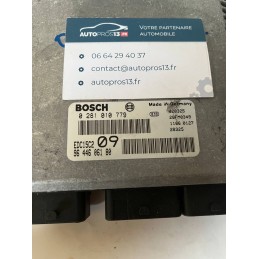 AUTOPROS13.FR
VOTRE PARTENAIRE
AUTOMOBILE
06 64 29 40 37
contact@autopros13.fr
https://autopros13.fr
BOSCH
Made in Germany
0 281 010 779
EDC15C2 09
96 446 061 80